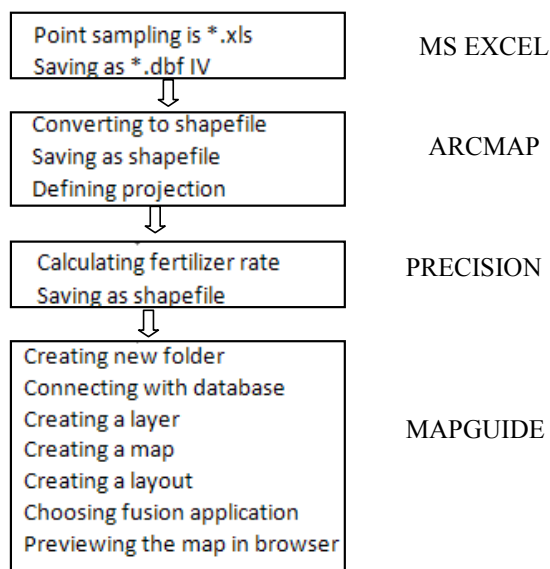 Point sampling is *.xls
Saving as *.dbf IV
MS EXCEL
Converting to shapefile
Saving as shapefile
Defining projection
ARCMAP
Calculating fertilizer rate
Saving as shapefile
PRECISION
Creating new folder
Connecting with database
Creating a layer
Creating a map
Creating a layout
Choosing fusion application
Previewing the map in browser
MAPGUIDE